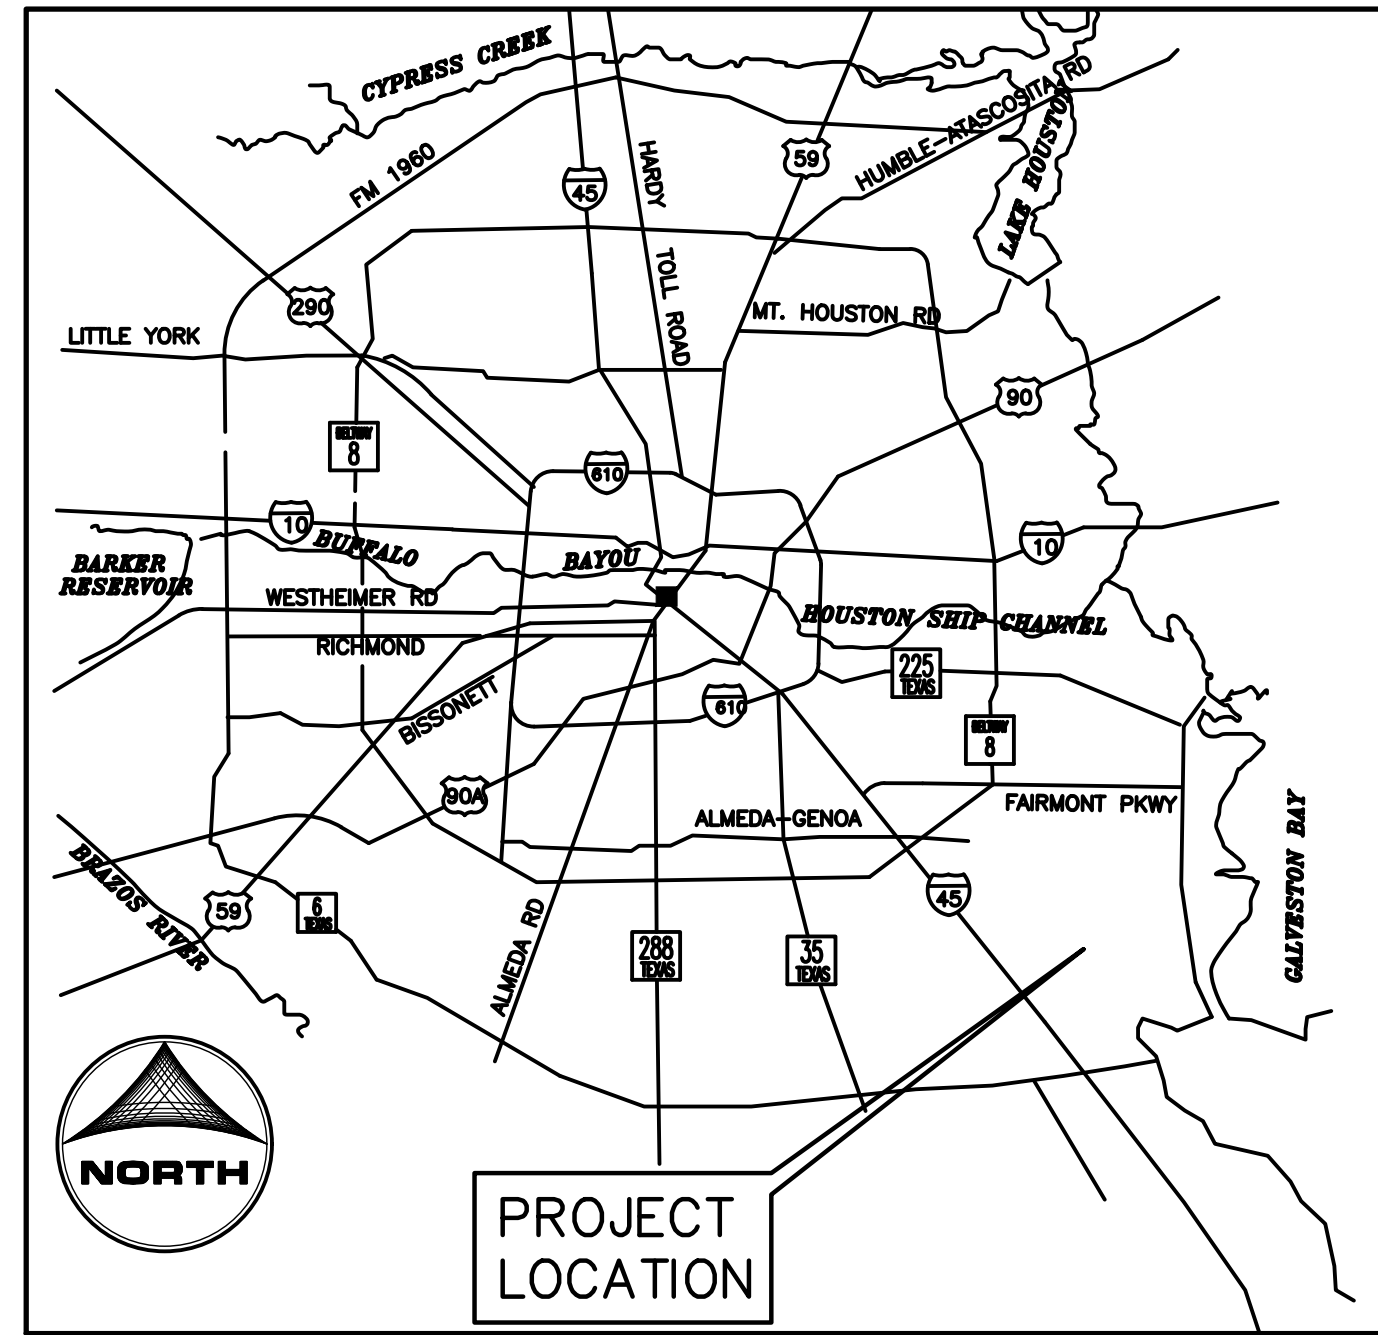 CYPRESS CREEK
HUMBLE-ATASCOSITA RD
LAKE HOUSTON
FM 1960
HARDY
TOLL ROAD
45
59
290
LITTLE YORK
MT. HOUSTON RD
90
BELTWAY
8
610
10
BUFFALO
BAYOU
10
BARKER
RESERVOIR
WESTHEIMER RD
HOUSTON SHIP CHANNEL
RICHMOND
225
TEXAS
BISSONETT
610
BELTWAY
8
90A
ALMEDA-GENOA
FAIRMONT PKWY
GALVESTON BAY
BRAZOS RIVER
59
6
TEXAS
45
ALMEDA RD
288
TEXAS
35
TEXAS
NORTH
PROJECT
LOCATION